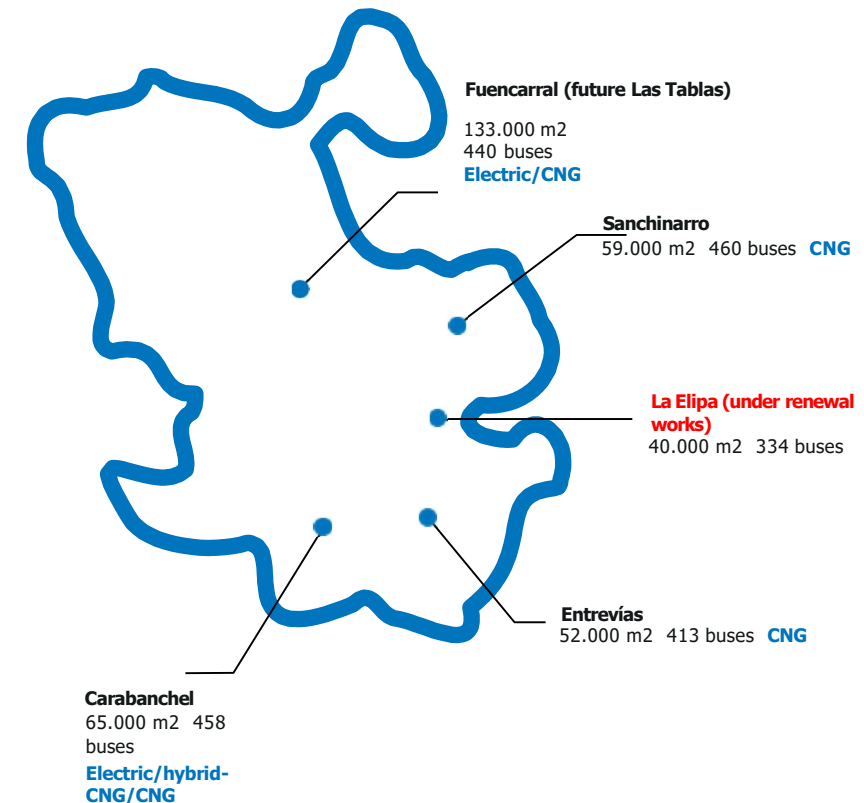 Fuencarral (future Las Tablas)
133.000 m2
440 buses
Electric/CNG
Sanchinarro
59.000 m2 460 buses CNG
La Elipa (under renewal
works)
40.000 m2 334 buses
Entrevías
52.000 m2 413 buses CNG
Carabanchel
65.000 m2 458
buses
Electric/hybrid-
CNG/CNG